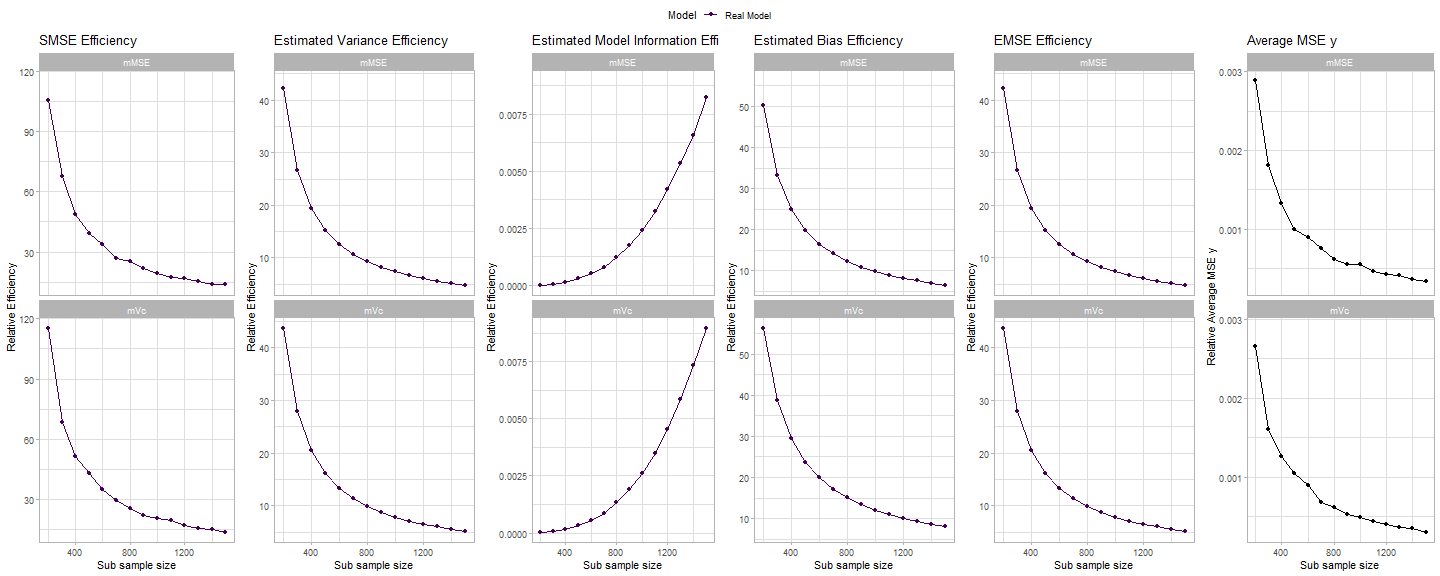 Model Real Model
SMSE Efficiency
mMSE
120
90
60
30
mVc
120
90
60
30
400 1200
Sub sample size
Relative Efficiency
Estimated Variance Efficiency
mMSE
40
30
20
10
mVc
40
30
20
10
400 1200
Sub sample size
Relative Efficiency
Estimated Model Information Effi
mMSE
0.0075
0.0050
0.0025
0.0000
mVc
0.0075
0.0050
0.0025
0.0000
400 1200
Sub sample size
Relative Efficiency
Estimated Bias Efficiency
mMSE
50
40
30
20
10
mVc
50
40
30
20
10
400 1200
Sub sample size
Relative Efficiency
EMSE Efficiency
mMSE
40
30
20
10
mVc
40
30
20
10
400 1200
Sub sample size
Relative Efficiency
Average MSE y
mMSE
0.003
0.002
0.001
mVc
0.003
0.002
0.001
400 1200
Sub sample size
Relative Average MSE y